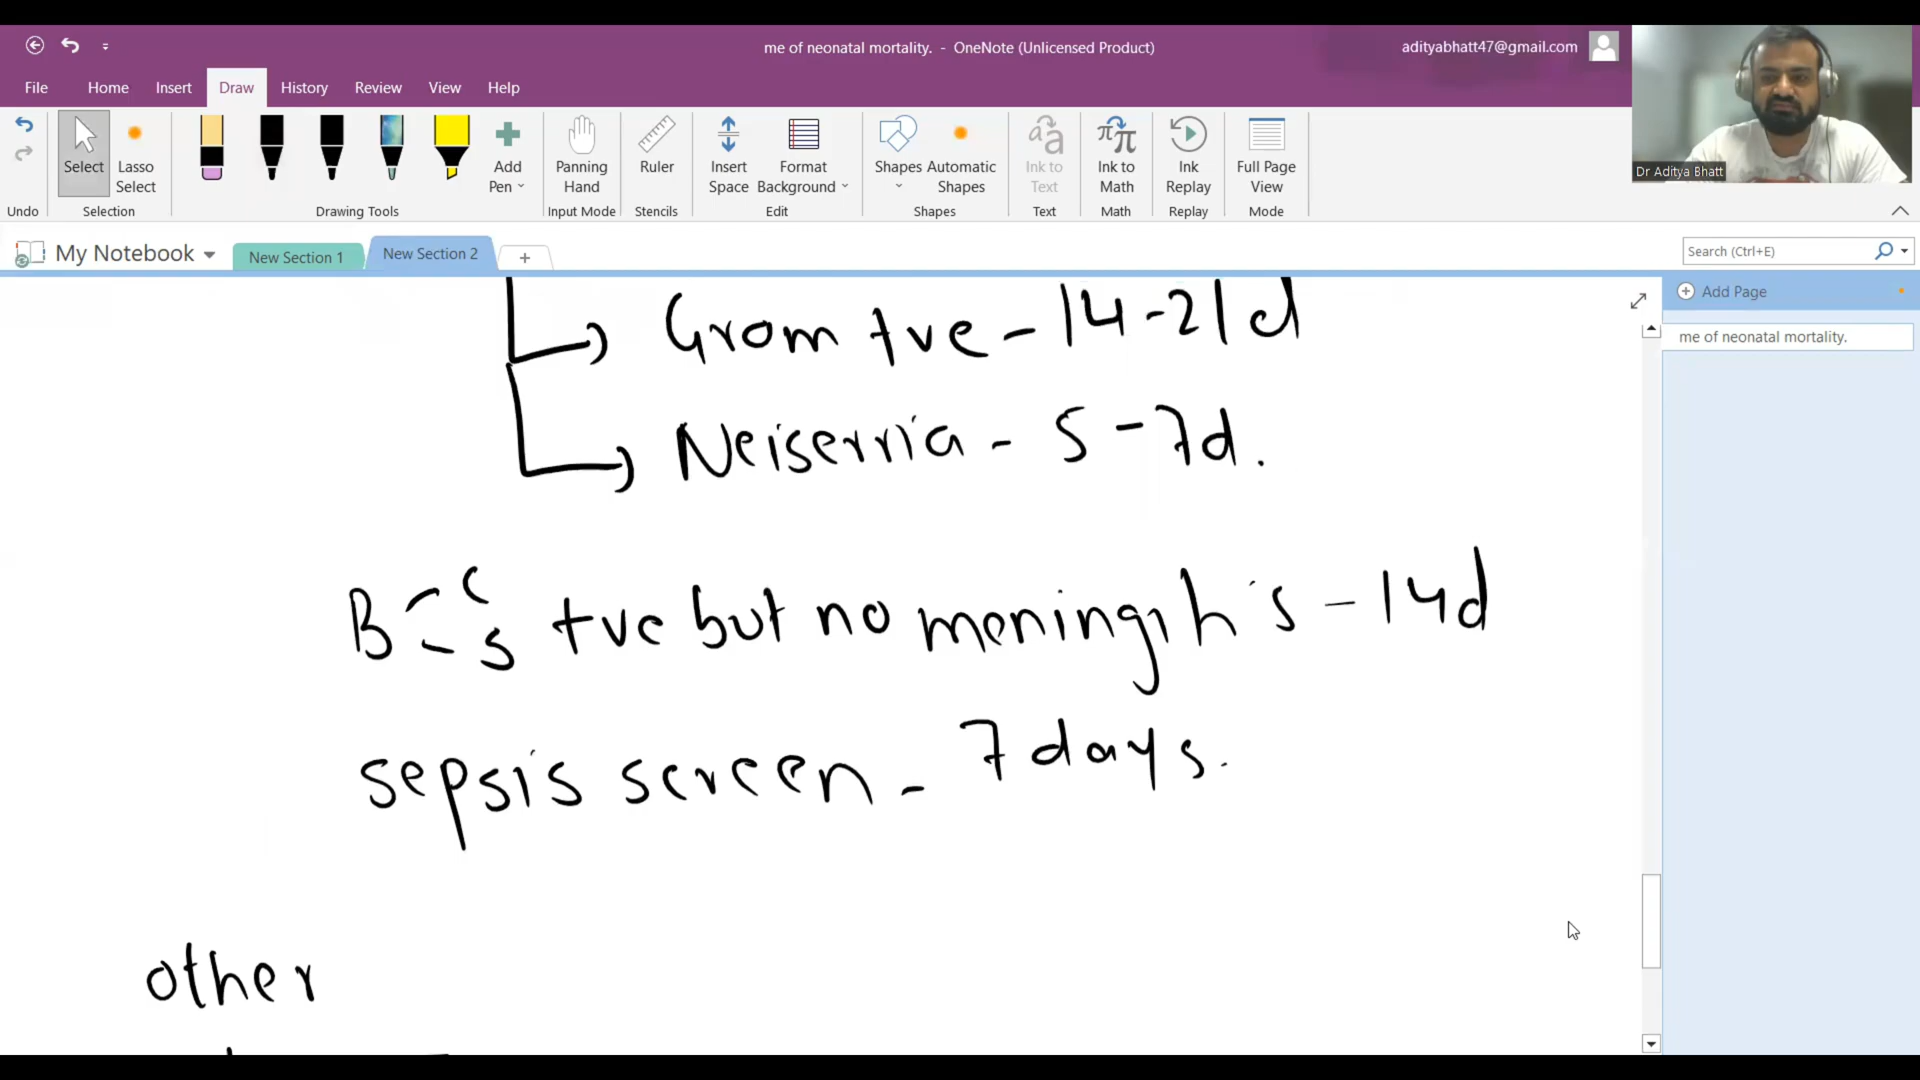 me of neonatal mortality. - OneNote (Unlicensed Product)
adityabhatt47@gmail.com
File Home Insert Draw History Review View Help
Select
Lasso Select
Add Pen
Panning Hand
Ruler
Insert Space
Format Background
Shapes
Automatic Shapes
Ink to Text
Ink to Math
Ink Replay
Full Page View
Dr Aditya Bhatt
Undo Selection Drawing Tools Input Mode Stencils Edit Shapes Text Math Replay Mode
My Notebook New Section 1 New Section 2 +
Search (Ctrl+E)
Add Page
me of neonatal mortality.
Grom +ve - 14-21d
Neiserria - 5-7d.
B C S +ve but no meningihs - 14d
sepsis screen - 7 days.
other